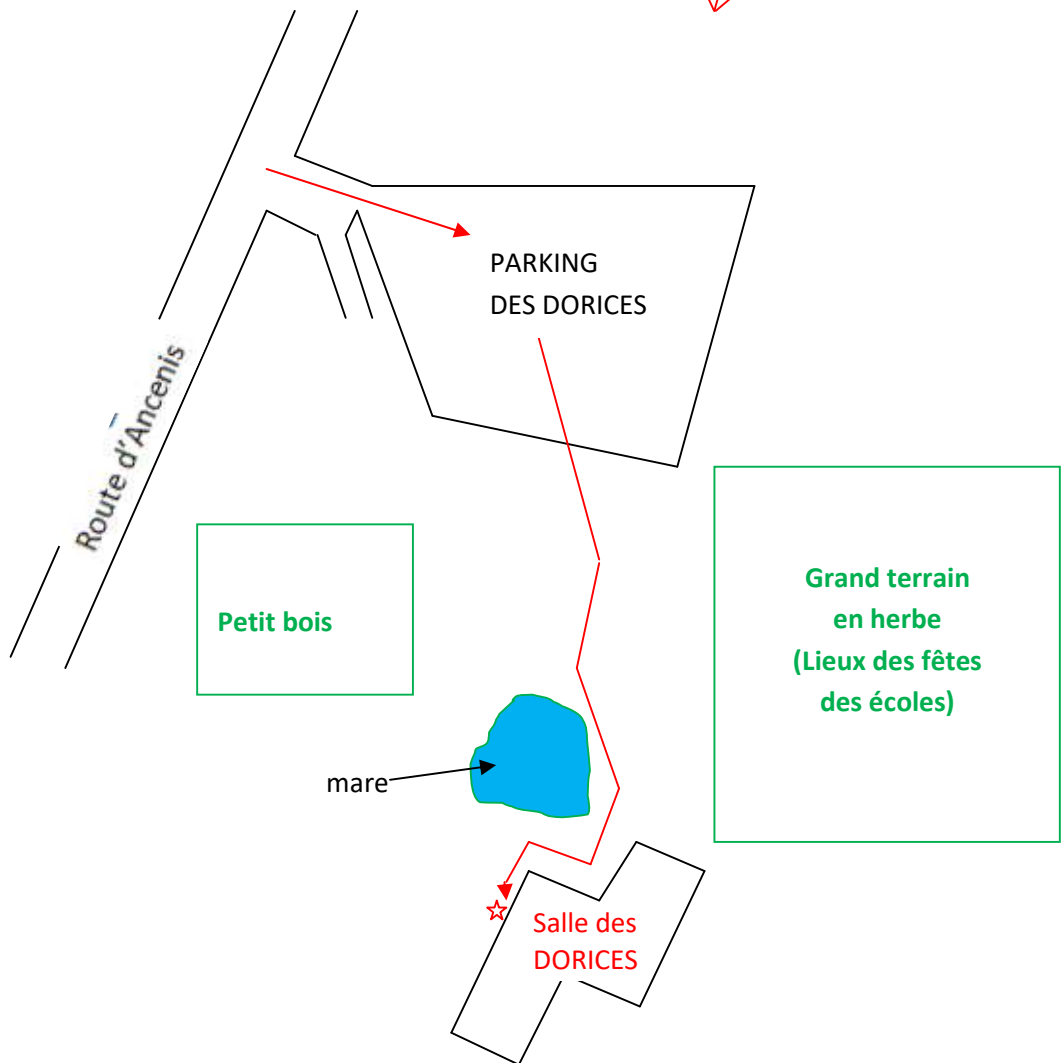 PARKING
DES DORICES
Route d'Ancenis
Petit bois
Grand terrain
en herbe
(Lieux des fêtes
des écoles)
mare
Salle des
DORICES